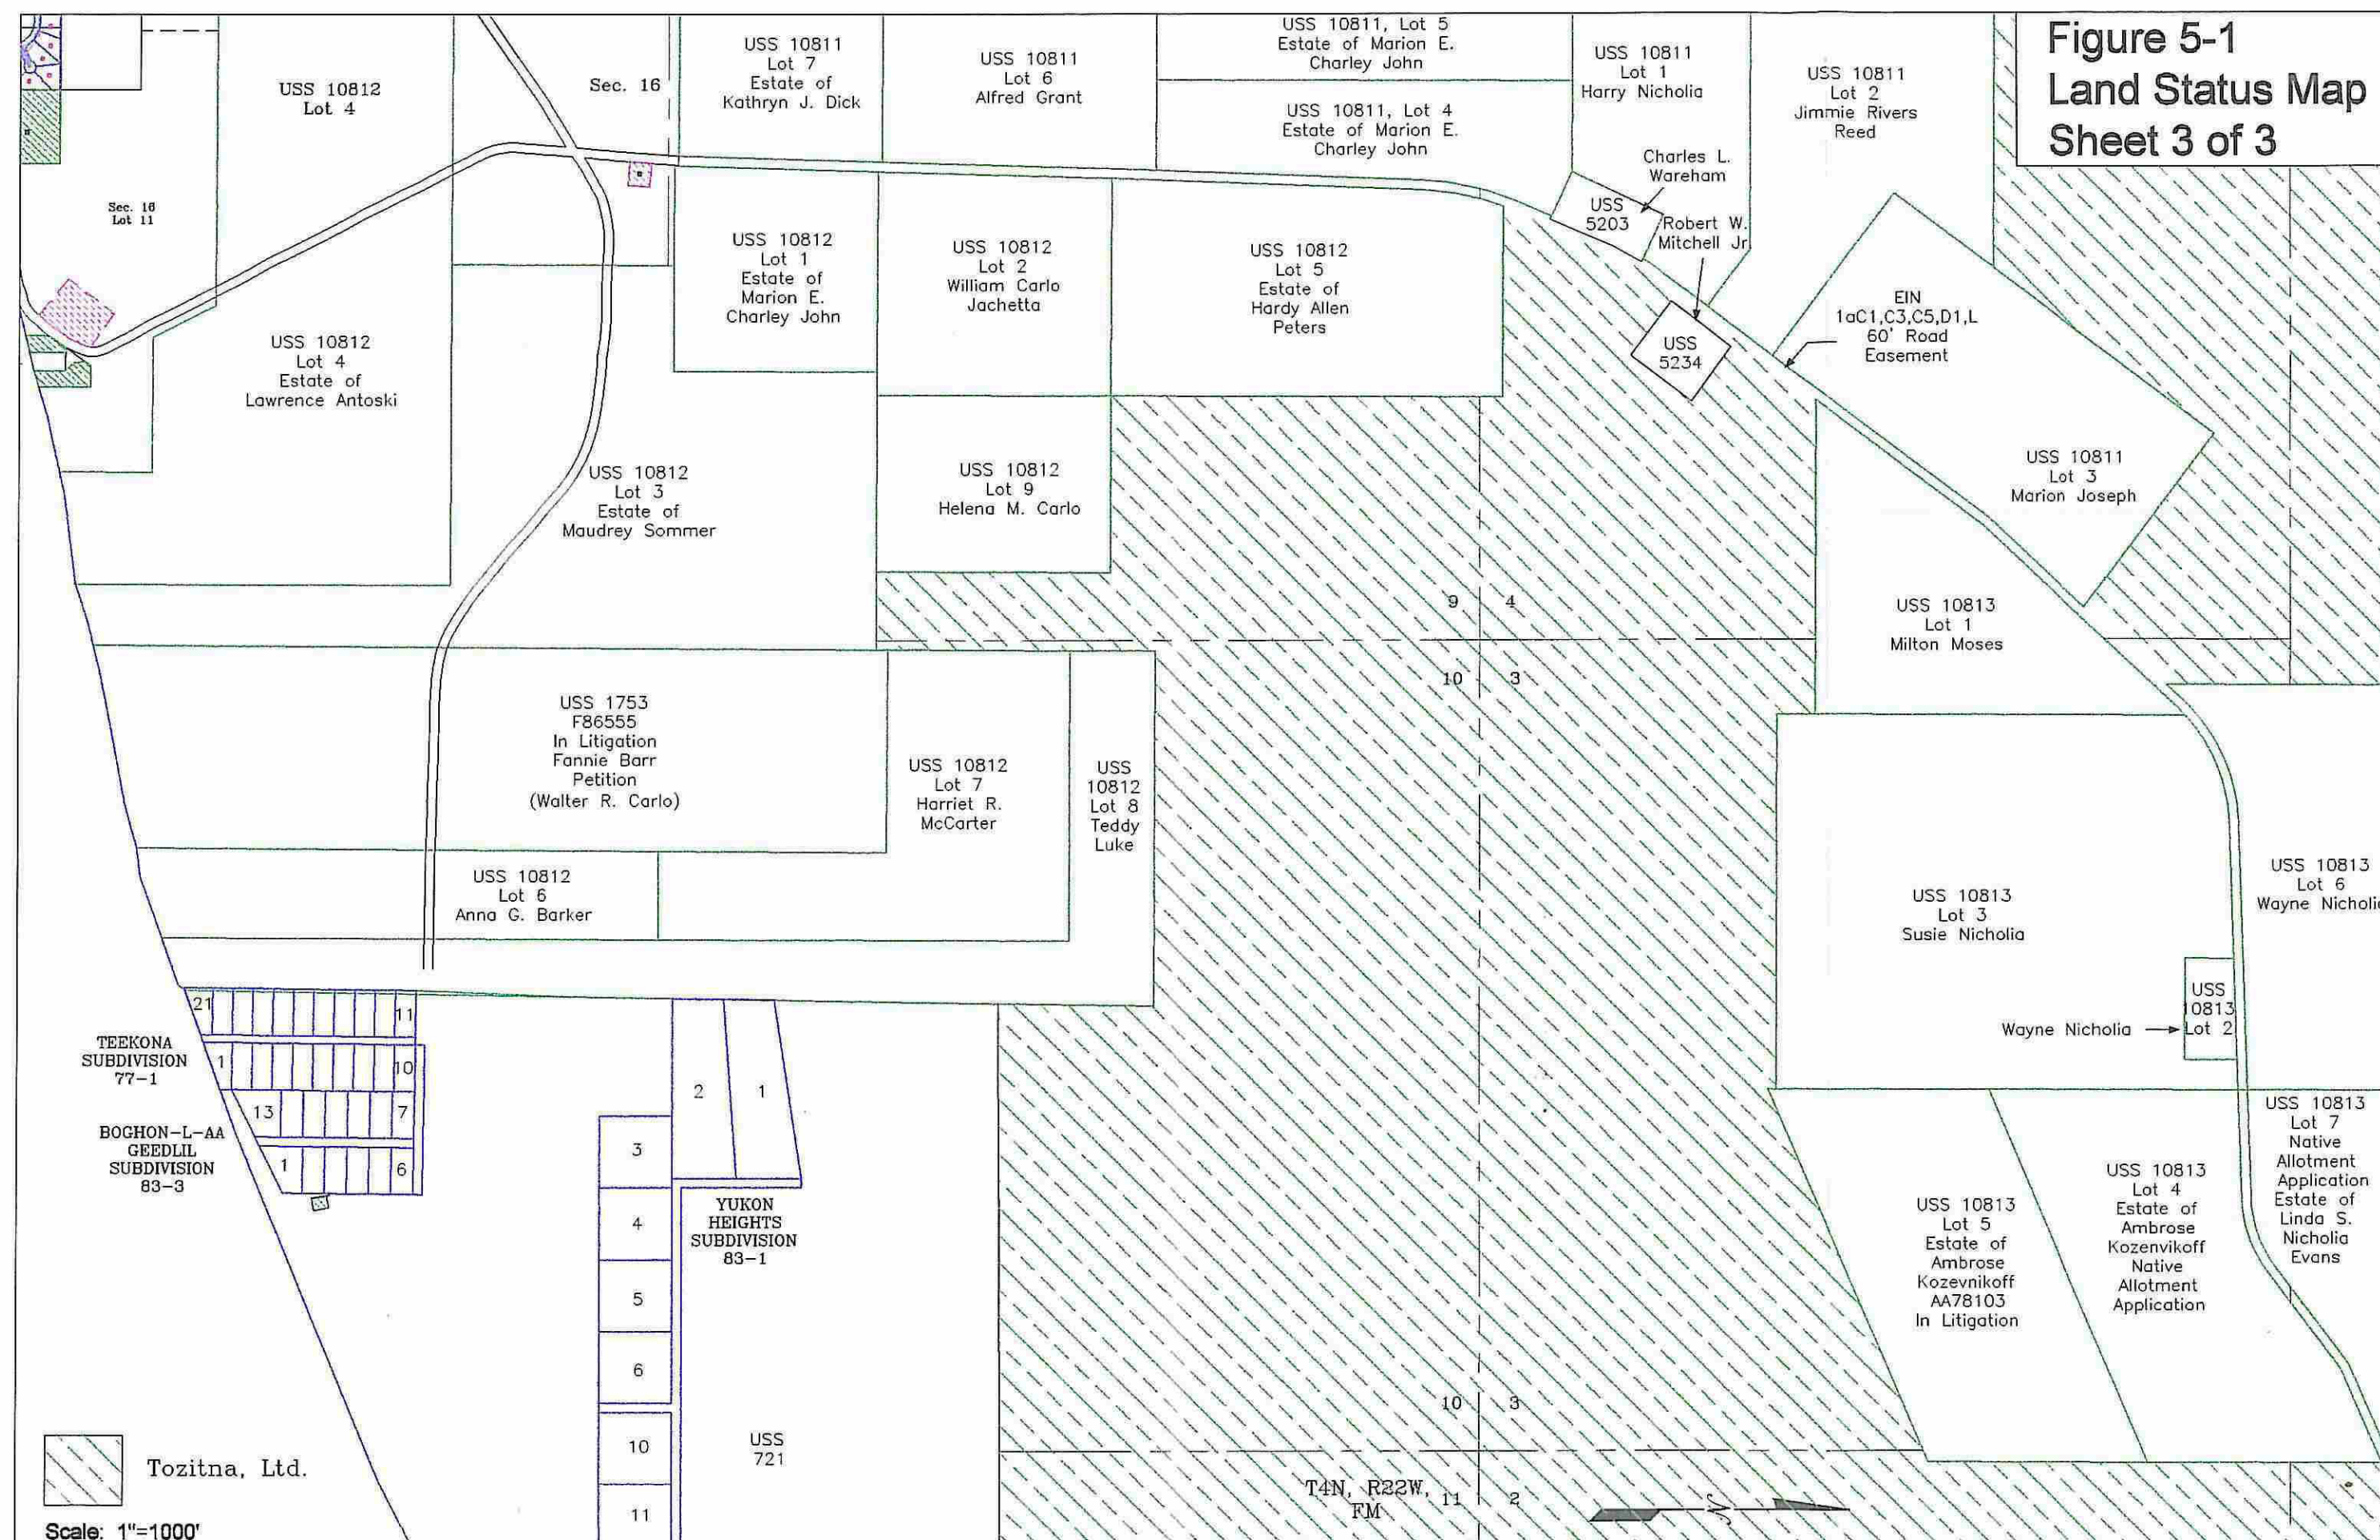 Figure 5-1
Land Status Map
Sheet 3 of 3
USS 10812
Lot 4
Sec. 16
USS 10811
Lot 7
Estate of
Kathryn J. Dick
USS 10811
Lot 6
Alfred Grant
USS 10811, Lot 5
Estate of Marion E.
Charley John
USS 10811, Lot 4
Estate of Marion E.
Charley John
USS 10811
Lot 1
Harry Nicholia
USS 10811
Lot 2
Jimmie Rivers
Reed
Charles L.
Wareham
USS
5203
Robert W.
Mitchell Jr.
USS
5234
Sec. 16
Lot 11
USS 10812
Lot 4
Estate of
Lawrence Antoski
USS 10812
Lot 1
Estate of
Marion E.
Charley John
USS 10812
Lot 2
William Carlo
Jachetta
USS 10812
Lot 5
Estate of
Hardy Allen
Peters
EIN
1aC1,C3,C5,D1,L
60' Road
Easement
USS 10811
Lot 3
Marion Joseph
USS 10812
Lot 3
Estate of
Maudrey Sommer
USS 10812
Lot 9
Helena M. Carlo
9 4
10 3
USS 10813
Lot 1
Milton Moses
USS 1753
F86555
In Litigation
Fannie Barr
Petition
(Walter R. Carlo)
USS 10812
Lot 7
Harriet R.
McCarter
USS
10812
Lot 8
Teddy
Luke
USS 10812
Lot 6
Anna G. Barker
USS 10813
Lot 3
Susie Nicholia
USS 10813
Lot 6
Wayne Nicholia
USS
10813
Lot 2
Wayne Nicholia
21 11
TEEKONA
SUBDIVISION
77-1
1 10
13 7
BOGHON-L-AA
GEEDLIL
SUBDIVISION
83-3
1 6
2 1
3
4
5
6
10
11
YUKON
HEIGHTS
SUBDIVISION
83-1
USS
721
USS 10813
Lot 5
Estate of
Ambrose
Kozevnikoff
AA78103
In Litigation
USS 10813
Lot 4
Estate of
Ambrose
Kozenvikoff
Native
Allotment
Application
USS 10813
Lot 7
Native
Allotment
Application
Estate of
Linda S.
Nicholia
Evans
10 3
T4N, R22W,
FM
11 2
N
Tozitna, Ltd.
Scale: 1"=1000'